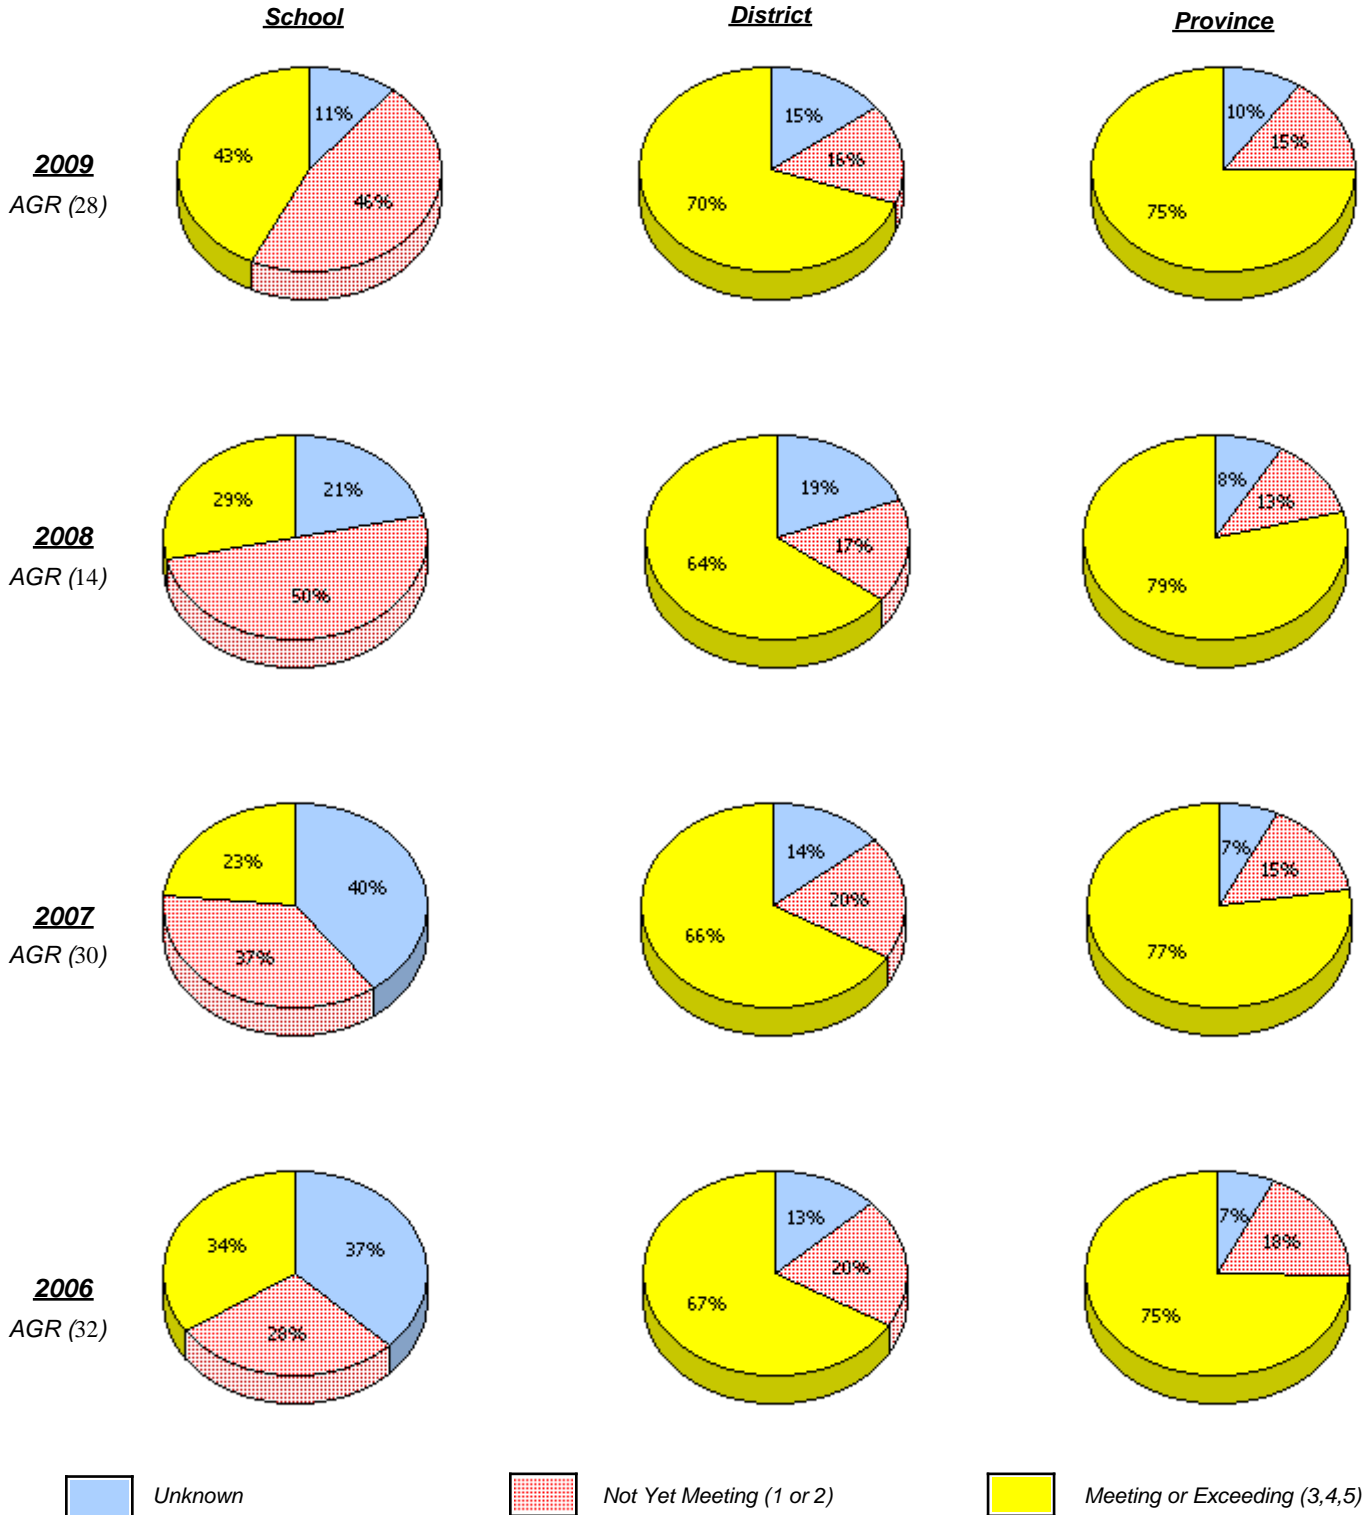 School District Province
11% 15% 10%
43% 46% 16% 15%
2009
AGR (28)
70% 75%
21% 19% 8%
29% 50% 17% 13%
2008
AGR (14)
64% 79%
23% 40% 14% 7%
37% 20% 15%
2007
AGR (30)
66% 77%
34% 37% 13% 7%
28% 20% 18%
2006
AGR (32)
67% 75%
Unknown Not Yet Meeting (1 or 2) Meeting or Exceeding (3,4,5)